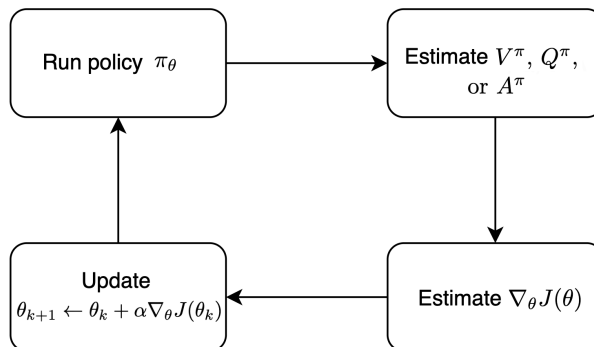 Run policy π_θ
Estimate V^π, Q^π,
or A^π
Update
θ_{k+1} ← θ_k + α∇_θ J(θ_k)
Estimate ∇_θ J(θ)